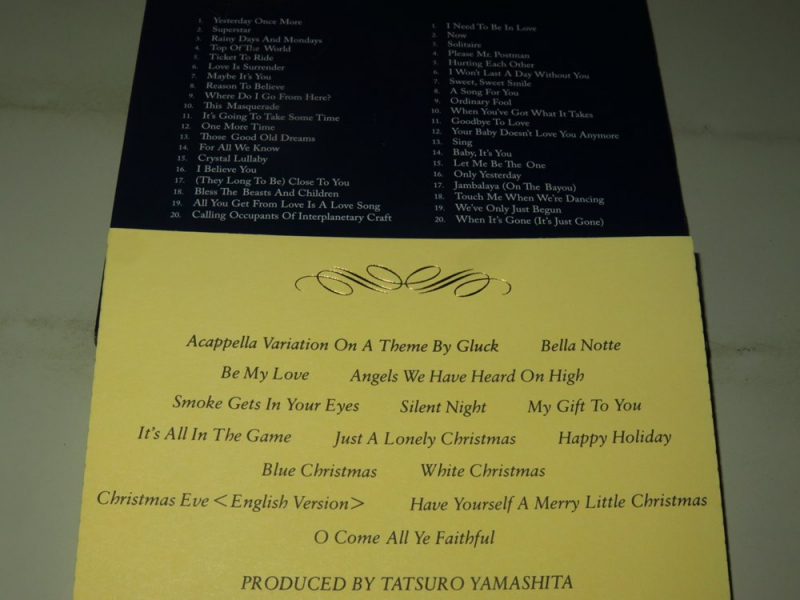 1. Yesterday Once More
2. Superstar
3. Rainy Days And Mondays
4. Top Of The World
5. Ticket To Ride
6. Love Is Surrender
7. Maybe It's You
8. Reason To Believe
9. Where Do I Go From Here?
10. This Masquerade
11. It's Going To Take Some Time
12. One More Time
13. Those Good Old Dreams
14. For All We Know
15. Crystal Lullaby
16. I Believe You
17. (They Long To Be) Close To You
18. Bless The Beasts And Children
19. All You Get From Love Is A Love Song
20. Calling Occupants Of Interplanetary Craft
1. I Need To Be In Love
2. Now
3. Solitaire
4. Please Mr. Postman
5. Hurting Each Other
6. I Won't Last A Day Without You
7. Sweet, Sweet Smile
8. A Song For You
9. Ordinary Fool
10. When You've Got What It Takes
11. Goodbye To Love
12. Your Baby Doesn't Love You Anymore
13. Sing
14. Baby, It's You
15. Let Me Be The One
16. Only Yesterday
17. Jambalaya (On The Bayou)
18. Touch Me When We're Dancing
19. We've Only Just Begun
20. When It's Gone (It's Just Gone)
Acappella Variation On A Theme By Gluck Bella Notte
Be My Love Angels We Have Heard On High
Smoke Gets In Your Eyes Silent Night My Gift To You
It's All In The Game Just A Lonely Christmas Happy Holiday
Blue Christmas White Christmas
Christmas Eve <English Version> Have Yourself A Merry Little Christmas
O Come All Ye Faithful
PRODUCED BY TATSURO YAMASHITA